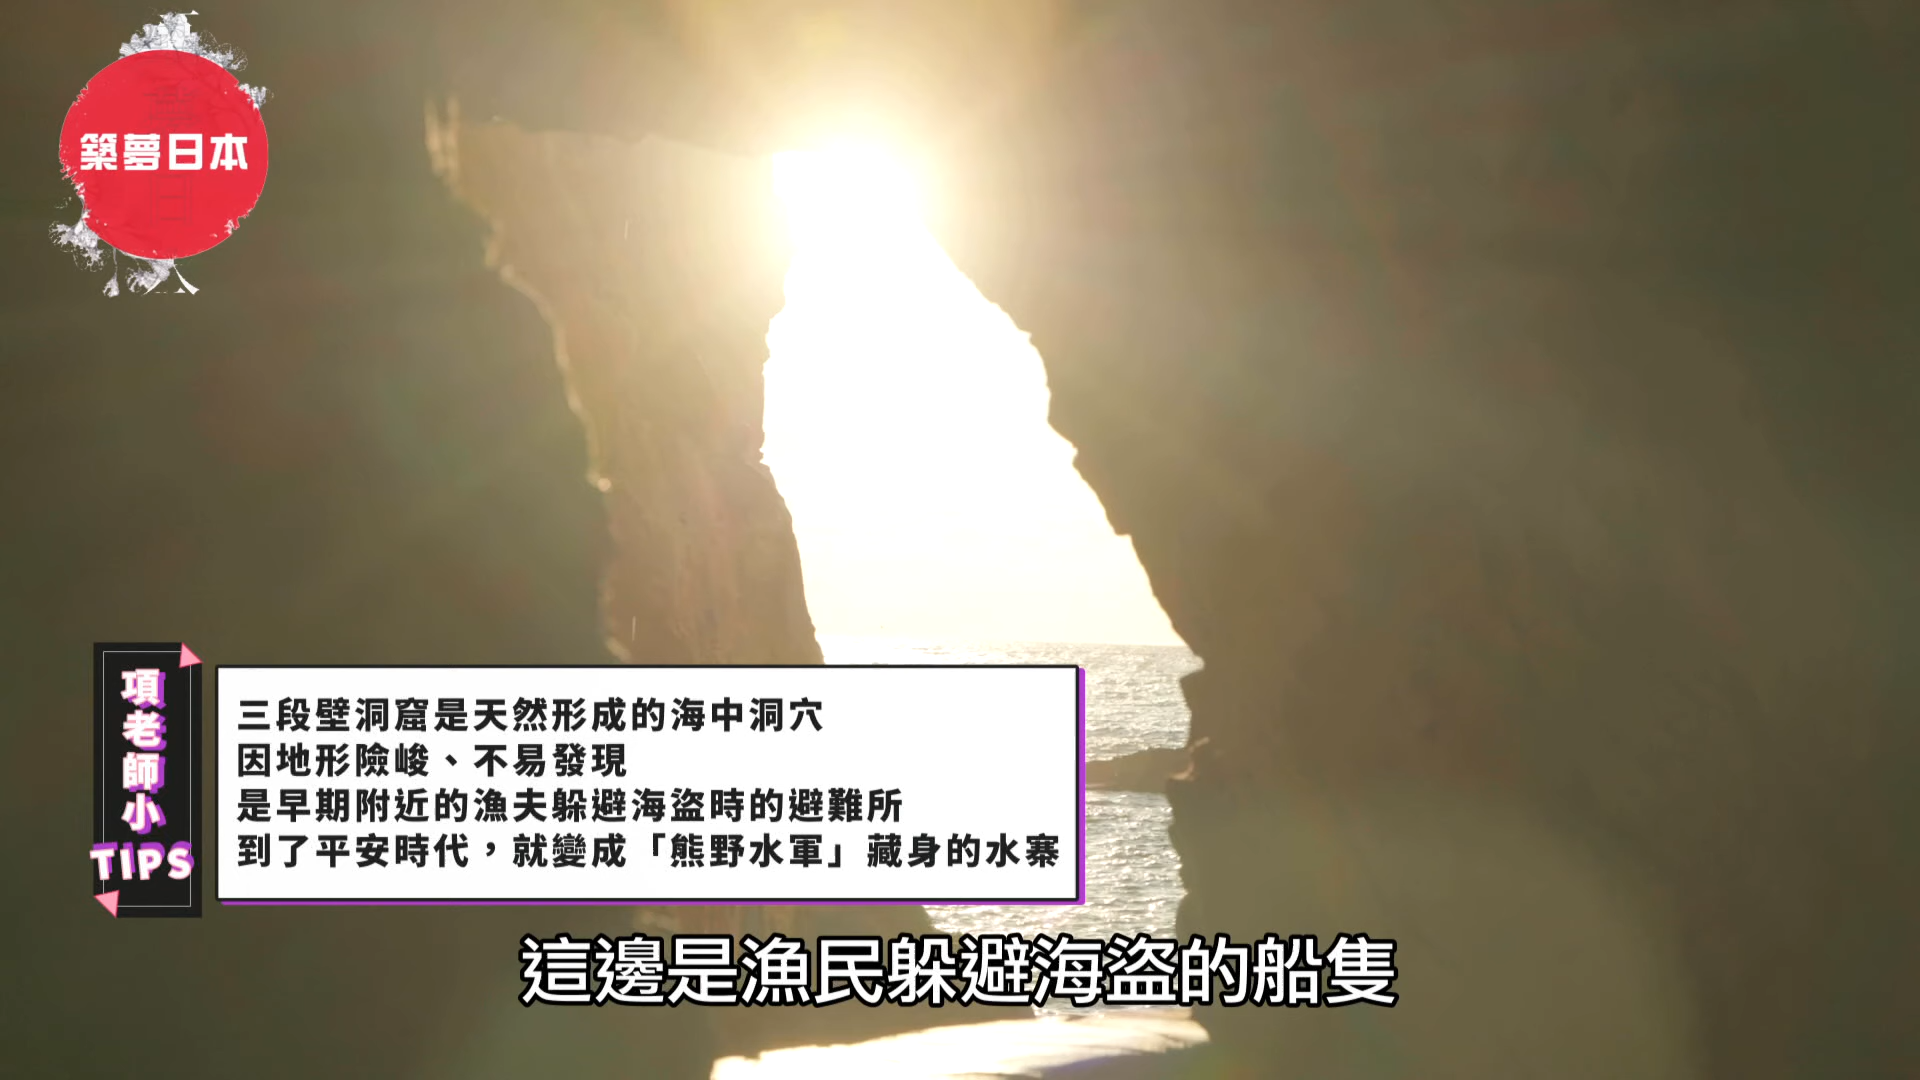 築夢日本
項老師小
TIPS
三段壁洞窟是天然形成的海中洞穴
因地形險峻、不易發現
是早期附近的漁夫躲避海盜時的避難所
到了平安時代，就變成「熊野水軍」藏身的水寨
這邊是漁民躲避海盜的船隻